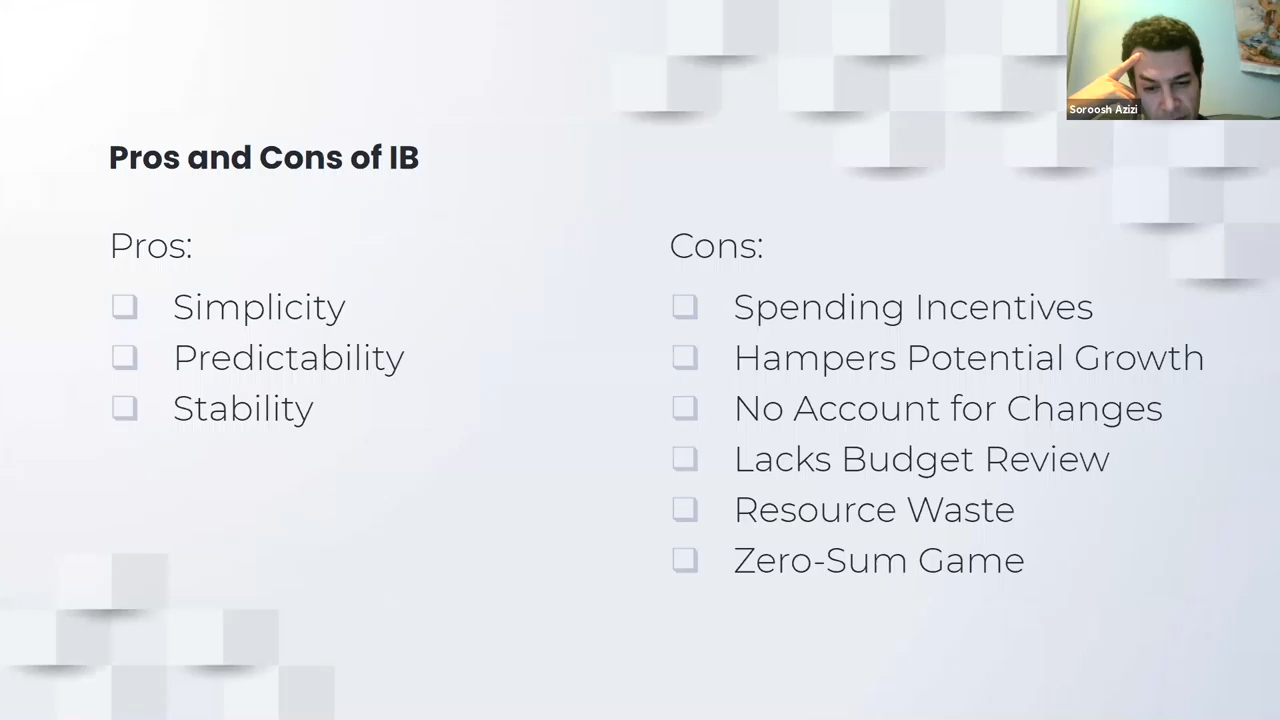 Soroosh Azizi
Pros and Cons of IB
Pros:
Simplicity
Predictability
Stability
Cons:
Spending Incentives
Hampers Potential Growth
No Account for Changes
Lacks Budget Review
Resource Waste
Zero-Sum Game